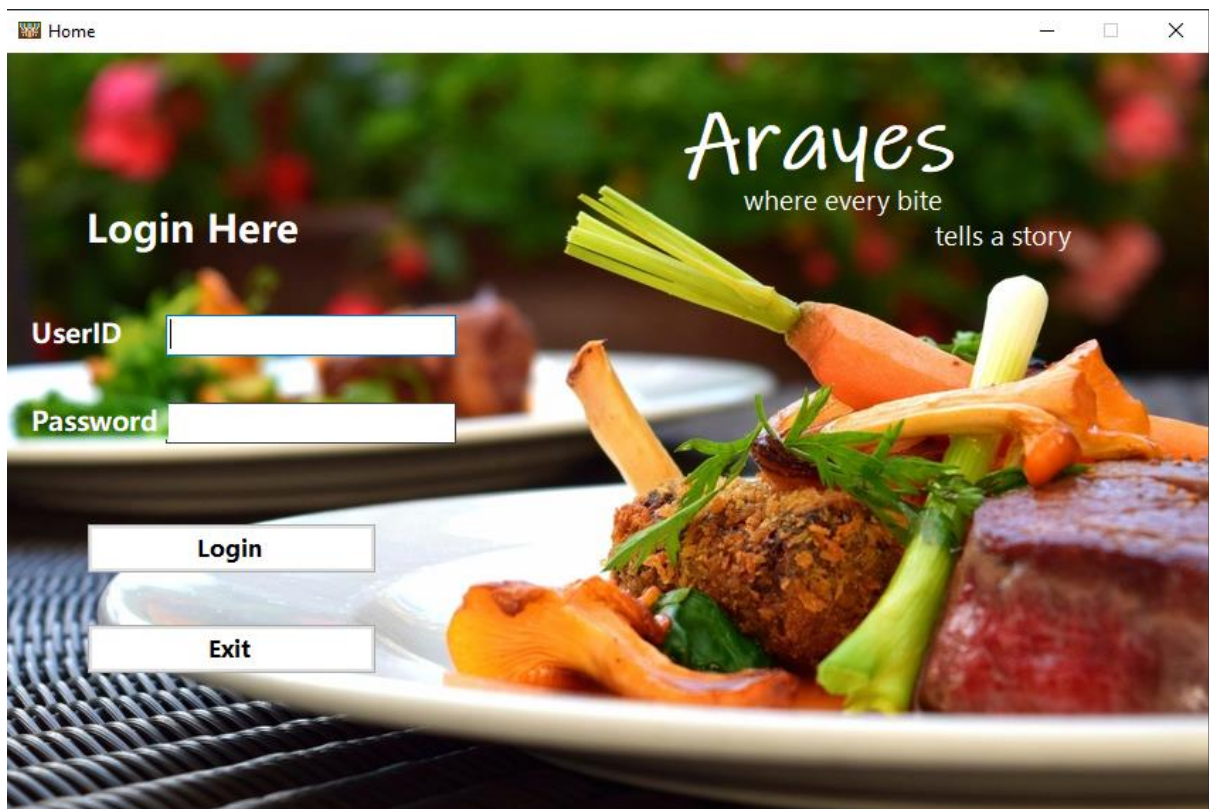 Home
Arayes
where every bite
tells a story
Login Here
UserID
Password
Login
Exit